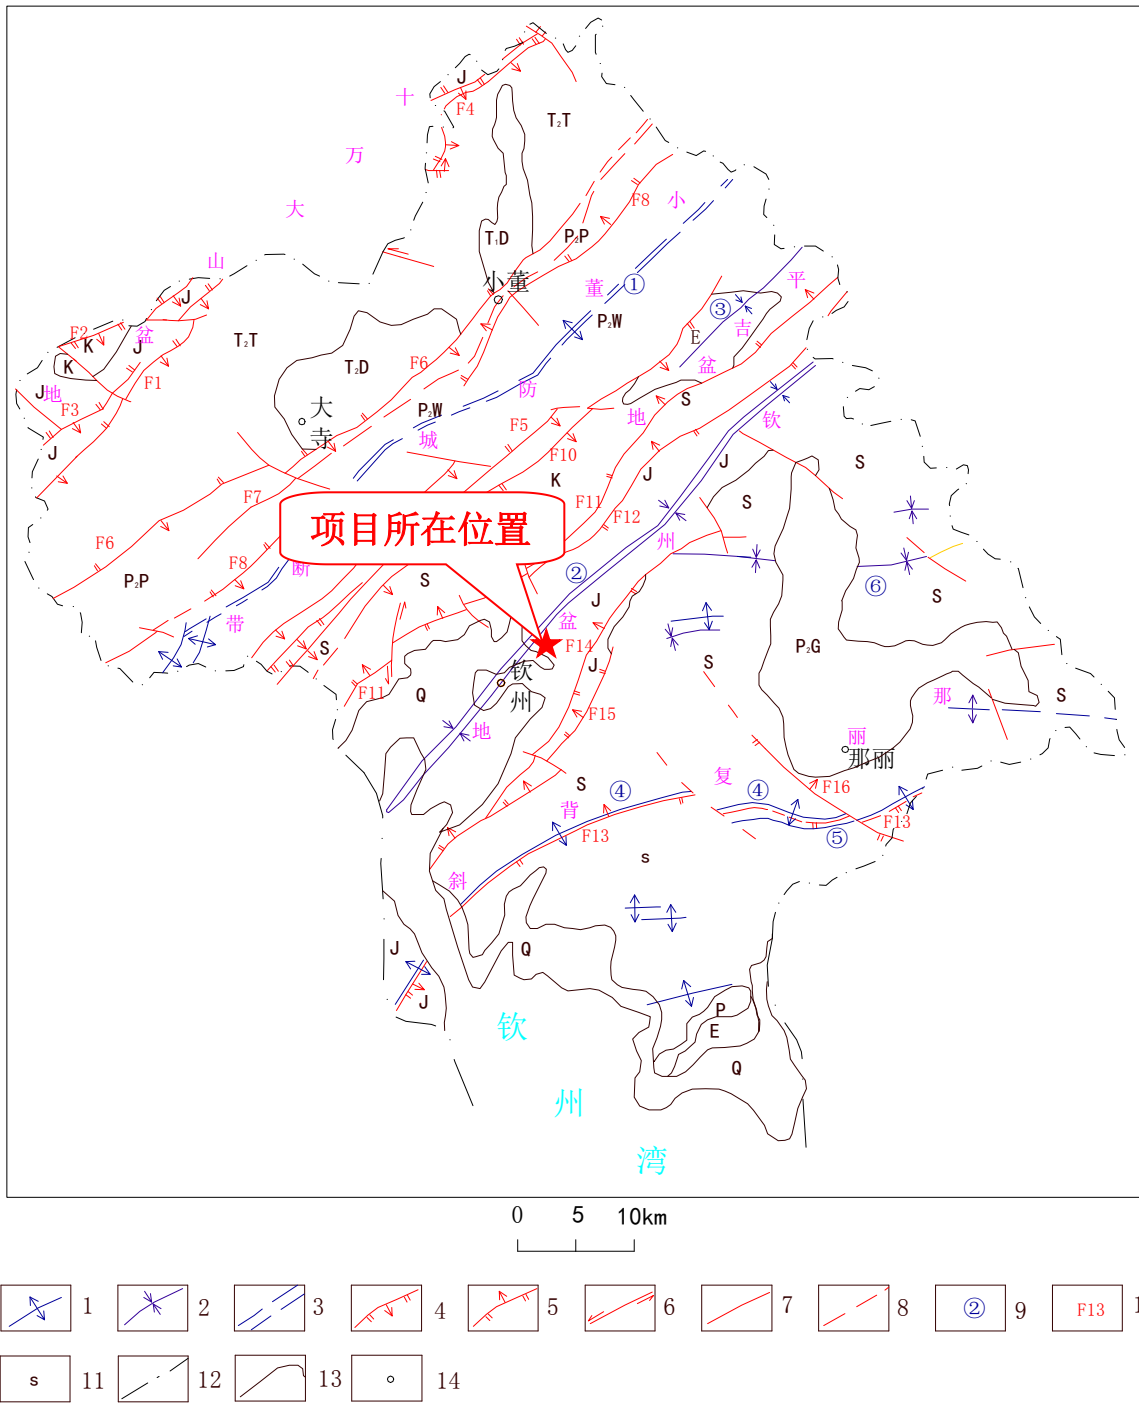 J
十
F4
T₂T
万
小
F8
大
T₁D
P₂P
山
小董
董
①
平
J
③
吉
F2
盆
T₂T
P₂W
E
K
J
盆
K
T₂D
F6
F1
J
地
防
S
F3
大寺
P₂W
地
钦
城
F5
J
F10
J
S
K
S
F7
F11
F12
项目所在位置
州
F6
F8
断
②
P₂P
S
J
⑥
S
带
盆
S
F14
P₂G
J
S
钦州
F11
Q
S
那
F15
地
丽
那丽
S
复
F16
④
④
背
F13
F13
⑤
s
斜
J
Q
J
P
E
钦
Q
州
湾
0 5 10km
1 2 3 4 5 6 7 8 ② 9 F13 1
s 11 12 13 14